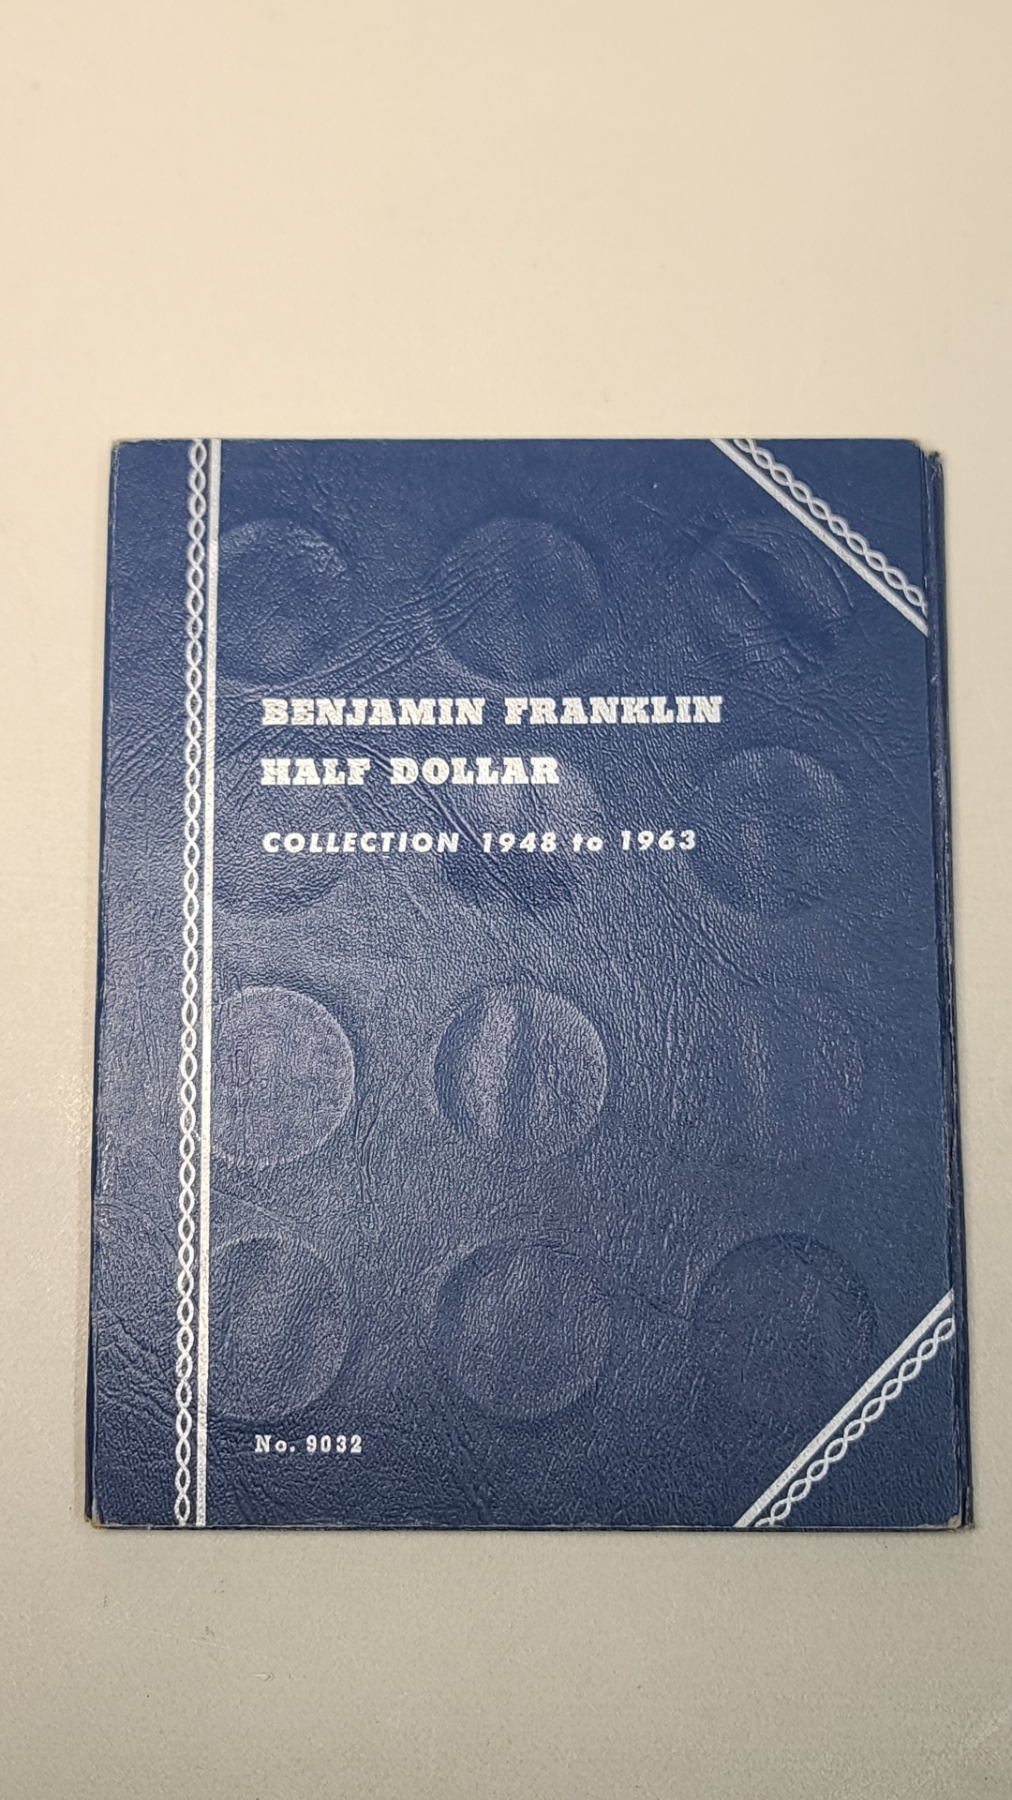 BENJAMIN FRANKLIN
HALF DOLLAR
COLLECTION 1948 to 1963
No. 9032